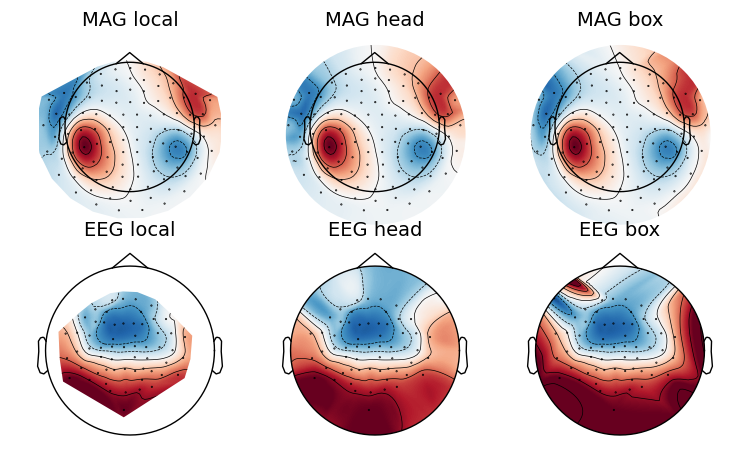 MAG local
MAG head
MAG box
EEG local
EEG head
EEG box